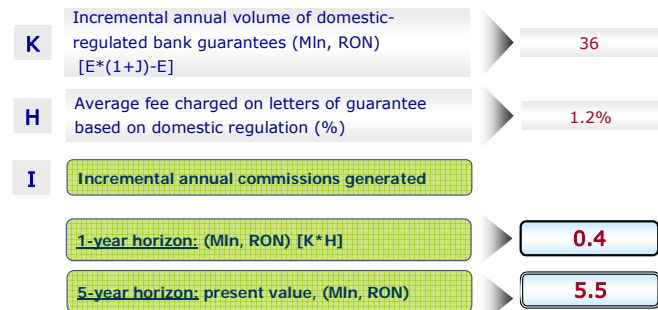 K
Incremental annual volume of domestic-
regulated bank guarantees (Mln, RON)
[E*(1+J)-E]
36
H
Average fee charged on letters of guarantee
based on domestic regulation (%)
1.2%
I
Incremental annual commissions generated
1-year horizon: (Mln, RON) [K*H]
0.4
5-year horizon: present value, (Mln, RON)
5.5